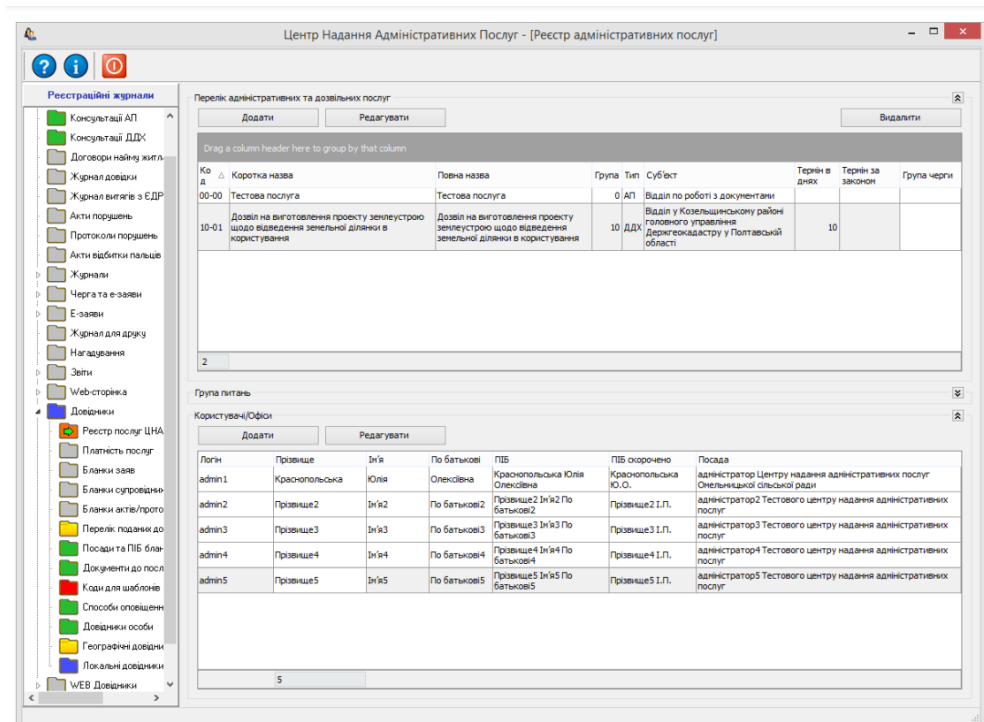 Центр Надання Адміністративних Послуг - [Реєстр адміністративних послуг]
Реєстраційні журнали
Консультації АП
Консультації ДДХ
Договори найму житл
Журнал довідки
Журнал витягів з ЄДР
Акти порушень
Протоколи порушень
Акти відбитки пальців
Журнали
Черга та е-заяви
Е-заяви
Журнал для друку
Нагадування
Звіти
Web-сторінка
Довідники
Реєстр послуг ЦНА
Платність послуг
Бланки заяв
Бланки супровідни
Бланки актів/прото
Перелік поданих до
Посади та ПІБ блан
Документи до посл
Коди для шаблонів
Способи оповіщенн
Довідники особи
Географічні довідни
Локальні довідники
WEB Довідники
Перелік адміністративних та дозвільних послуг
Додати Редагувати Видалити
Drag a column header here to group by that column
Ко Коротка назва Повна назва Група Тип Суб'єкт Термін в Термін за Група черги
д днях законом
00-00 Тестова послуга Тестова послуга 0 АП Відділ по роботі з документами
10-01 Дозвіл на виготовлення проекту землеустрою щодо відведення земельної ділянки в користування Дозвіл на виготовлення проекту землеустрою щодо відведення земельної ділянки в користування 10 ДДХ Відділ у Козельщинському районі головного управління Держгеокадастру у Полтавській області 10
2
Група питань
Користувачі/Офіси
Додати Редагувати
Логін Прізвище Ім'я По батькові ПІБ ПІБ скорочено Посада
admin1 Краснопольська Юлія Олексіївна Краснопольська Юлія Олексіївна Краснопольська Ю.О. адміністратор Центру надання адміністративних послуг Омельницької сільської ради
admin2 Прізвище2 Ім'я2 По батькові2 Прізвище2 Ім'я2 По батькові2 Прізвище2 І.П. адміністратор2 Тестового центру надання адміністративних послуг
admin3 Прізвище3 Ім'я3 По батькові3 Прізвище3 Ім'я3 По батькові3 Прізвище3 І.П. адміністратор3 Тестового центру надання адміністративних послуг
admin4 Прізвище4 Ім'я4 По батькові4 Прізвище4 Ім'я4 По батькові4 Прізвище4 І.П. адміністратор4 Тестового центру надання адміністративних послуг
admin5 Прізвище5 Ім'я5 По батькові5 Прізвище5 Ім'я5 По батькові5 Прізвище5 І.П. адміністратор5 Тестового центру надання адміністративних послуг
5